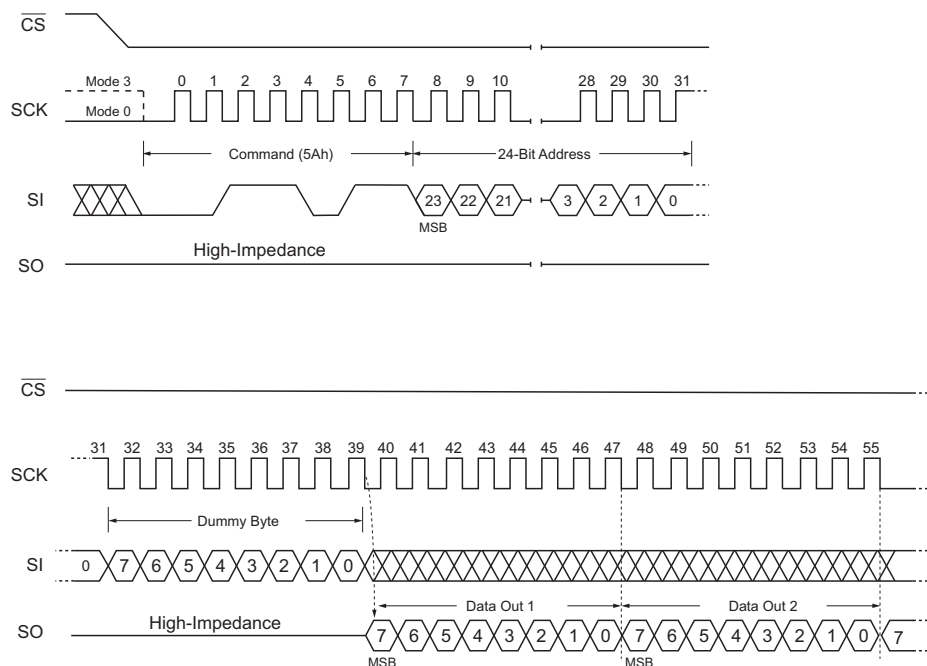 CS
Mode 3
0 1 2 3 4 5 6 7 8 9 10 28 29 30 31
SCK
Mode 0
Command (5Ah) 24-Bit Address
SI
23 22 21 3 2 1 0
MSB
High-Impedance
SO
CS
31 32 33 34 35 36 37 38 39 40 41 42 43 44 45 46 47 48 49 50 51 52 53 54 55
SCK
Dummy Byte
SI
0 7 6 5 4 3 2 1 0
Data Out 1 Data Out 2
High-Impedance
SO
7 6 5 4 3 2 1 0 7 6 5 4 3 2 1 0 7
MSB MSB